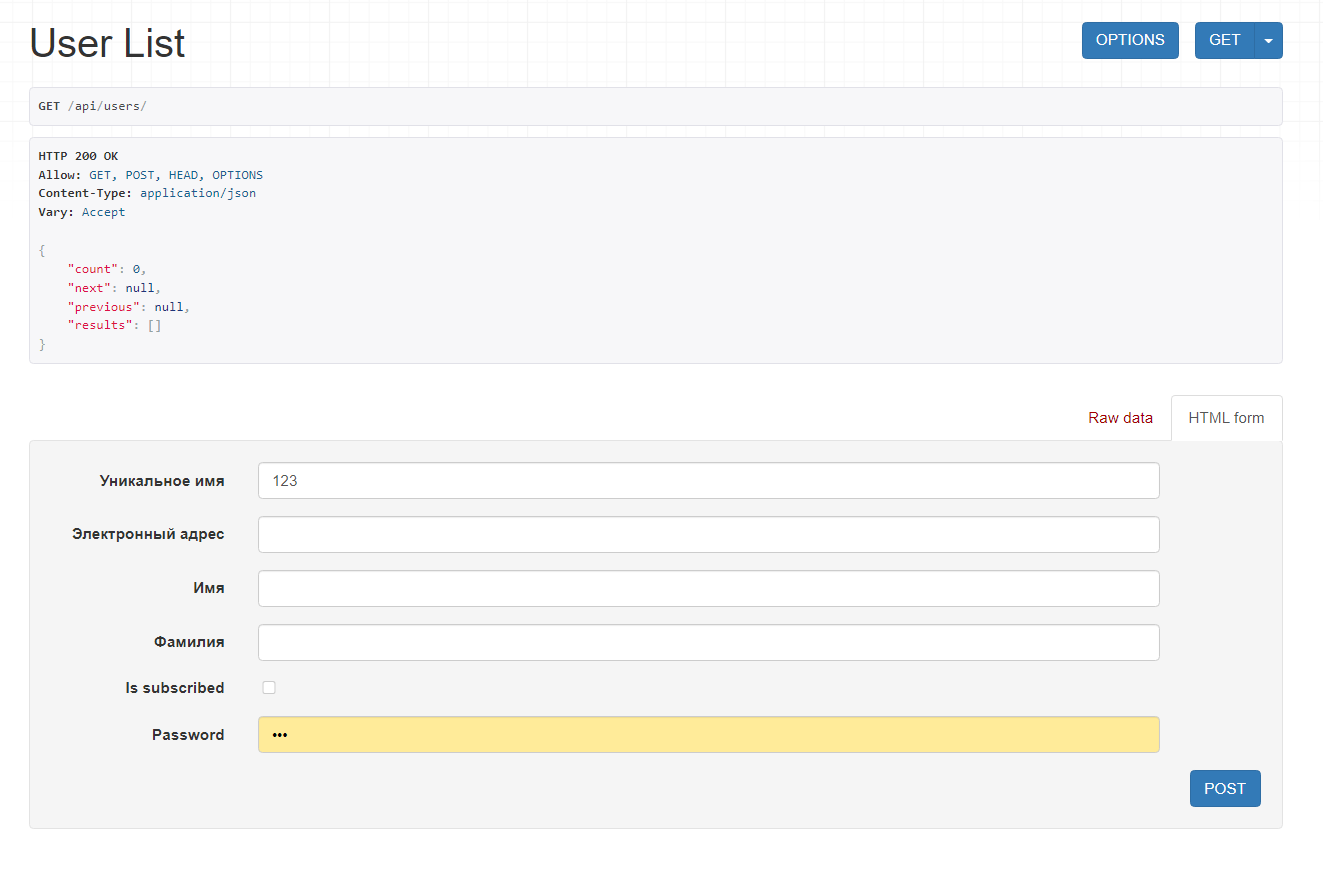 User List
OPTIONS
GET
GET /api/users/
HTTP 200 OK
Allow: GET, POST, HEAD, OPTIONS
Content-Type: application/json
Vary: Accept
{
    "count": 0,
    "next": null,
    "previous": null,
    "results": []
}
Raw data
HTML form
Уникальное имя
123
Электронный адрес
Имя
Фамилия
Is subscribed
Password
•••
POST